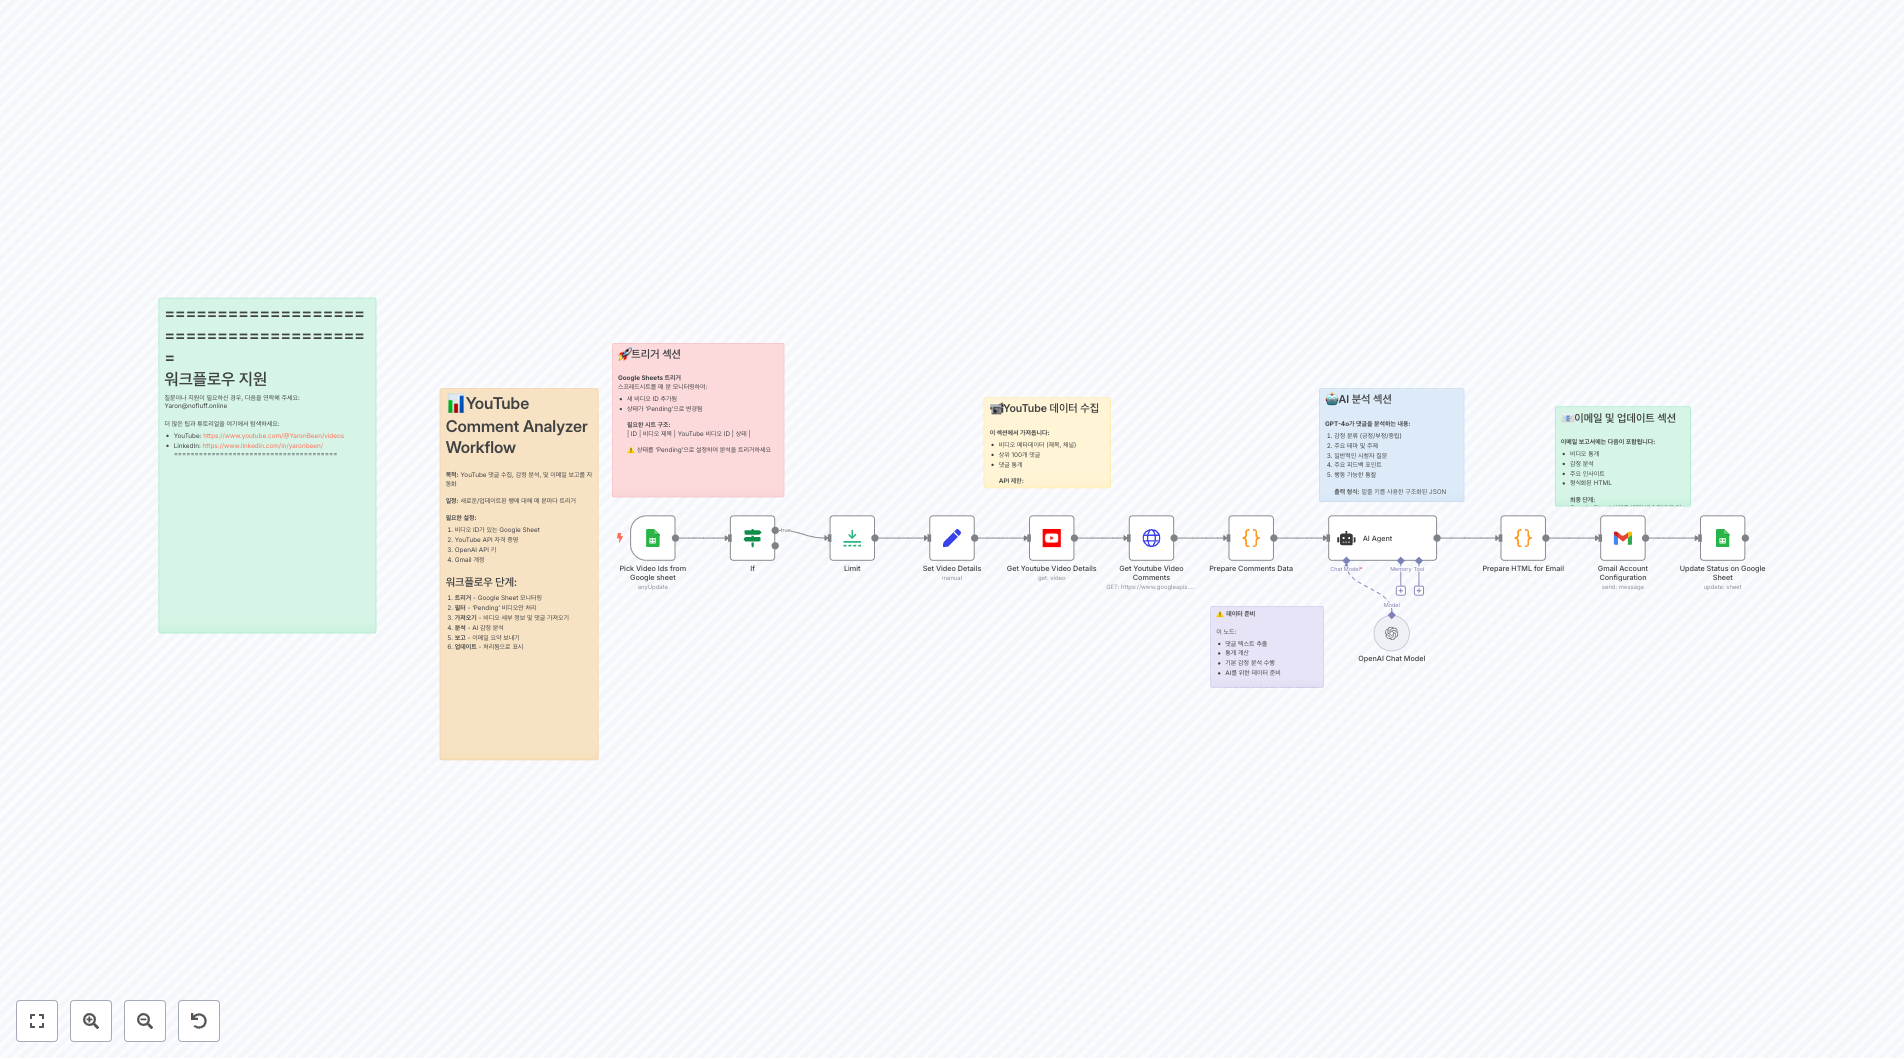 ==================
==================
=
워크플로우 지원
질문이나 지원이 필요하신 경우, 다음을 연락해 주세요:
Yaron@nofluff.online
더 많은 팁과 튜토리얼을 여기에서 탐색하세요:
YouTube: https://www.youtube.com/@YaronBeen/videos
LinkedIn: https://www.linkedin.com/in/yaronbeen/
=======================================
📊YouTube
Comment Analyzer
Workflow
목적: YouTube 댓글 수집, 감정 분석, 및 이메일 보고를 자
동화
일정: 새로운/업데이트된 행에 대해 매 분마다 트리거
필요한 설정:
1. 비디오 ID가 있는 Google Sheet
2. YouTube API 자격 증명
3. OpenAI API 키
4. Gmail 계정
워크플로우 단계:
1. 트리거 - Google Sheet 모니터링
2. 필터 - 'Pending' 비디오만 처리
3. 가져오기 - 비디오 세부 정보 및 댓글 가져오기
4. 분석 - AI 감정 분석
5. 보고 - 이메일 요약 보내기
6. 업데이트 - 처리됨으로 표시
🚀트리거 섹션
Google Sheets 트리거
스프레드시트를 매 분 모니터링하여:
새 비디오 ID 추가됨
상태가 'Pending'으로 변경됨
필요한 시트 구조:
| ID | 비디오 제목 | YouTube 비디오 ID | 상태 |
⚠️ 상태를 'Pending'으로 설정하여 분석을 트리거하세요
📹YouTube 데이터 수집
이 섹션에서 가져옵니다:
비디오 메타데이터 (제목, 채널)
상위 100개 댓글
댓글 통계
API 제한:
🤖AI 분석 섹션
GPT-4o가 댓글을 분석하는 내용:
1. 감정 분류 (긍정/부정/중립)
2. 주요 테마 및 주제
3. 일반적인 시청자 질문
4. 주요 피드백 포인트
5. 행동 가능한 통찰
출력 형식: 밑줄 키를 사용한 구조화된 JSON
📧이메일 및 업데이트 섹션
이메일 보고서에는 다음이 포함됩니다:
비디오 통계
감정 분석
주요 인사이트
형식화된 HTML
최종 단계:
Pick Video Ids from
Google sheet
anyUpdate
If
true
Limit
Set Video Details
manual
Get Youtube Video Details
get: video
Get Youtube Video
Comments
GET: https://www.googleapis...
Prepare Comments Data
AI Agent
Chat Model*
Memory
Tool
Model
OpenAI Chat Model
Prepare HTML for Email
Gmail Account
Configuration
send: message
Update Status on Google
Sheet
update: sheet
⚠️ 데이터 준비
이 노드:
댓글 텍스트 추출
통계 계산
기본 감정 분석 수행
AI를 위한 데이터 준비